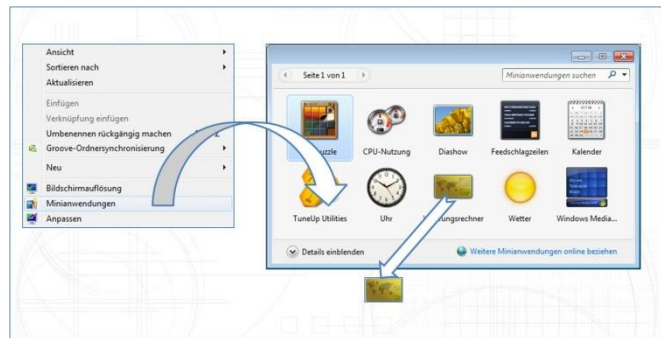 Ansicht
Sortieren nach
Aktualisieren
Einfügen
Verknüpfung einfügen
Umbenennen rückgängig machen
Groove-Ordnersynchronisierung
Neu
Bildschirmauflösung
Minianwendungen
Anpassen
Seite 1 von 1
Minianwendungen suchen
CPU-Nutzung
Diashow
Feedschlagzeilen
Kalender
TuneUp Utilities
Uhr
Wetter
Windows Media...
Details einblenden
Weitere Minianwendungen online beziehen